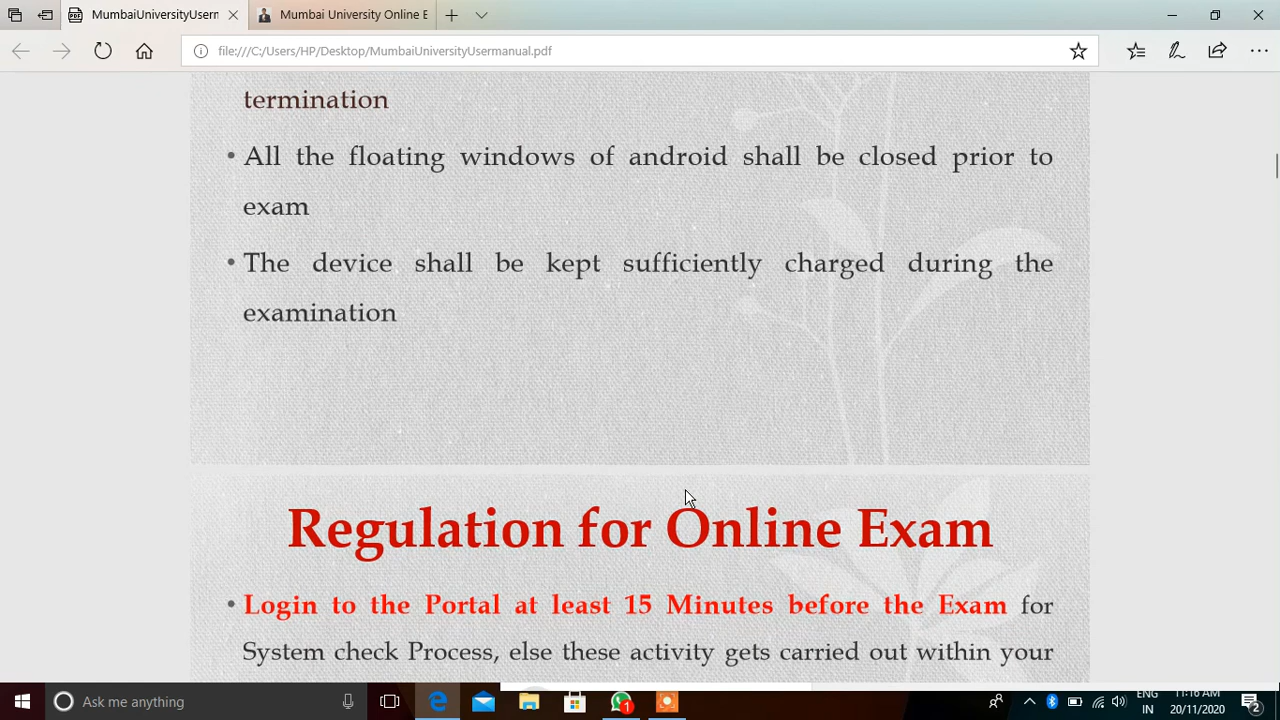 MumbaiUniversityUserm
Mumbai University Online E
file:///C:/Users/HP/Desktop/MumbaiUniversityUsermanual.pdf
termination
• All the floating windows of android shall be closed prior to
exam
• The device shall be kept sufficiently charged during the
examination
Regulation for Online Exam
• Login to the Portal at least 15 Minutes before the Exam for
System check Process, else these activity gets carried out within your
Ask me anything
1
ENG
IN
11:16 AM
20/11/2020
2